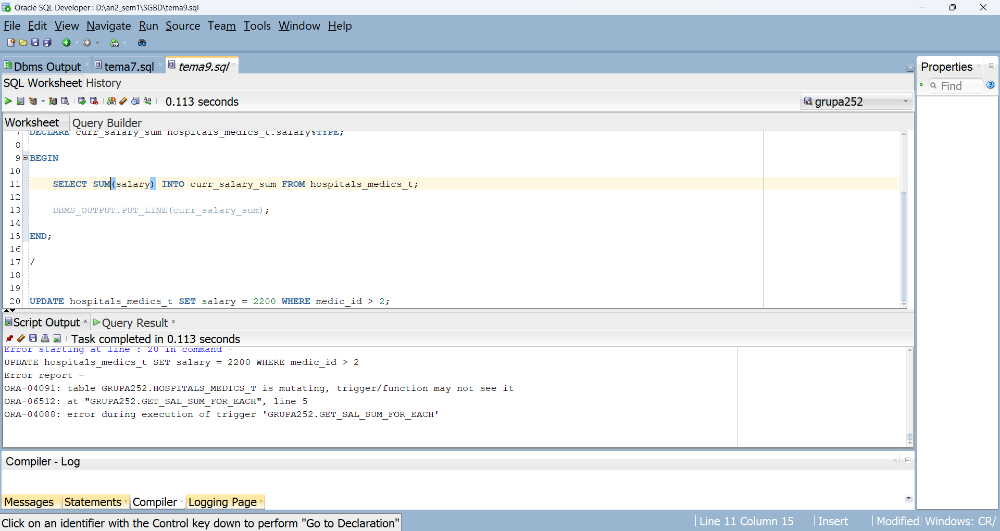 Oracle SQL Developer : D:\an2_sem1\SGBD\tema9.sql
File Edit View Navigate Run Source Team Tools Window Help
Dbms Output tema7.sql tema9.sql
Properties
SQL Worksheet History
Find
0.113 seconds
grupa252
Worksheet Query Builder
7 DECLARE curr_salary_sum hospitals_medics_t.salary%TYPE;
8
9 BEGIN
10
11 SELECT SUM(salary) INTO curr_salary_sum FROM hospitals_medics_t;
12
13 DBMS_OUTPUT.PUT_LINE(curr_salary_sum);
14
15 END;
16
17 /
18
19
20 UPDATE hospitals_medics_t SET salary = 2200 WHERE medic_id > 2;
Script Output Query Result
Task completed in 0.113 seconds
Error starting at line : 20 in command -
UPDATE hospitals_medics_t SET salary = 2200 WHERE medic_id > 2
Error report -
ORA-04091: table GRUPA252.HOSPITALS_MEDICS_T is mutating, trigger/function may not see it
ORA-06512: at "GRUPA252.GET_SAL_SUM_FOR_EACH", line 5
ORA-04088: error during execution of trigger 'GRUPA252.GET_SAL_SUM_FOR_EACH'
Compiler - Log
Messages Statements Compiler Logging Page
Click on an identifier with the Control key down to perform "Go to Declaration"
Line 11 Column 15 Insert Modified Windows: CR/